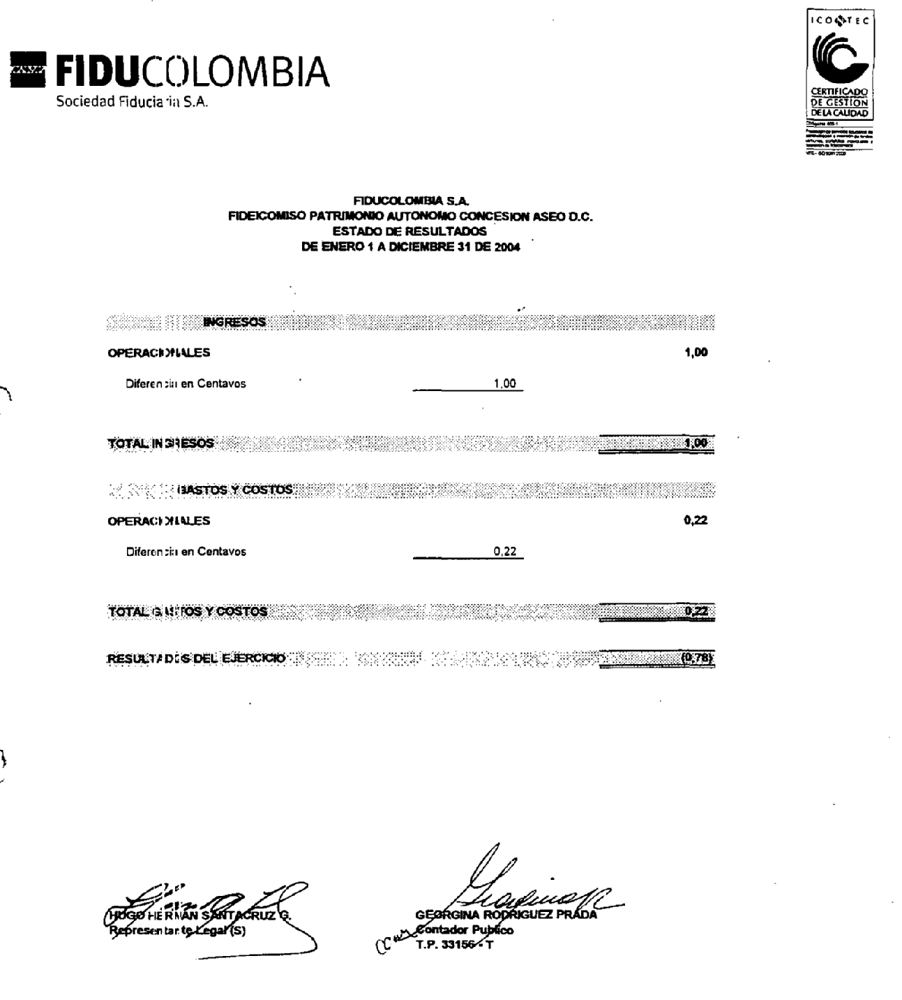 FIDUCOLOMBIA
Sociedad Fiduciaria S.A.
ICONTEC
CERTIFICADO
DE GESTION
DE LA CALIDAD
FIDUCOLOMBIA S.A.
FIDEICOMISO PATRIMONIO AUTONOMO CONCESION ASEO D.C.
ESTADO DE RESULTADOS
DE ENERO 1 A DICIEMBRE 31 DE 2004
INGRESOS
OPERACIONALES 1,00
Diferencia en Centavos 1,00
TOTAL INGRESOS 1,00
GASTOS Y COSTOS
OPERACIONALES 0,22
Diferencia en Centavos 0,22
TOTAL GASTOS Y COSTOS 0,22
RESULTADOS DEL EJERCICIO (0,78)
HUGO HERNAN SANTACRUZ G.
Representante Legal (S)
GEORGINA RODRIGUEZ PRADA
Contador Publico
T.P. 33156 - T